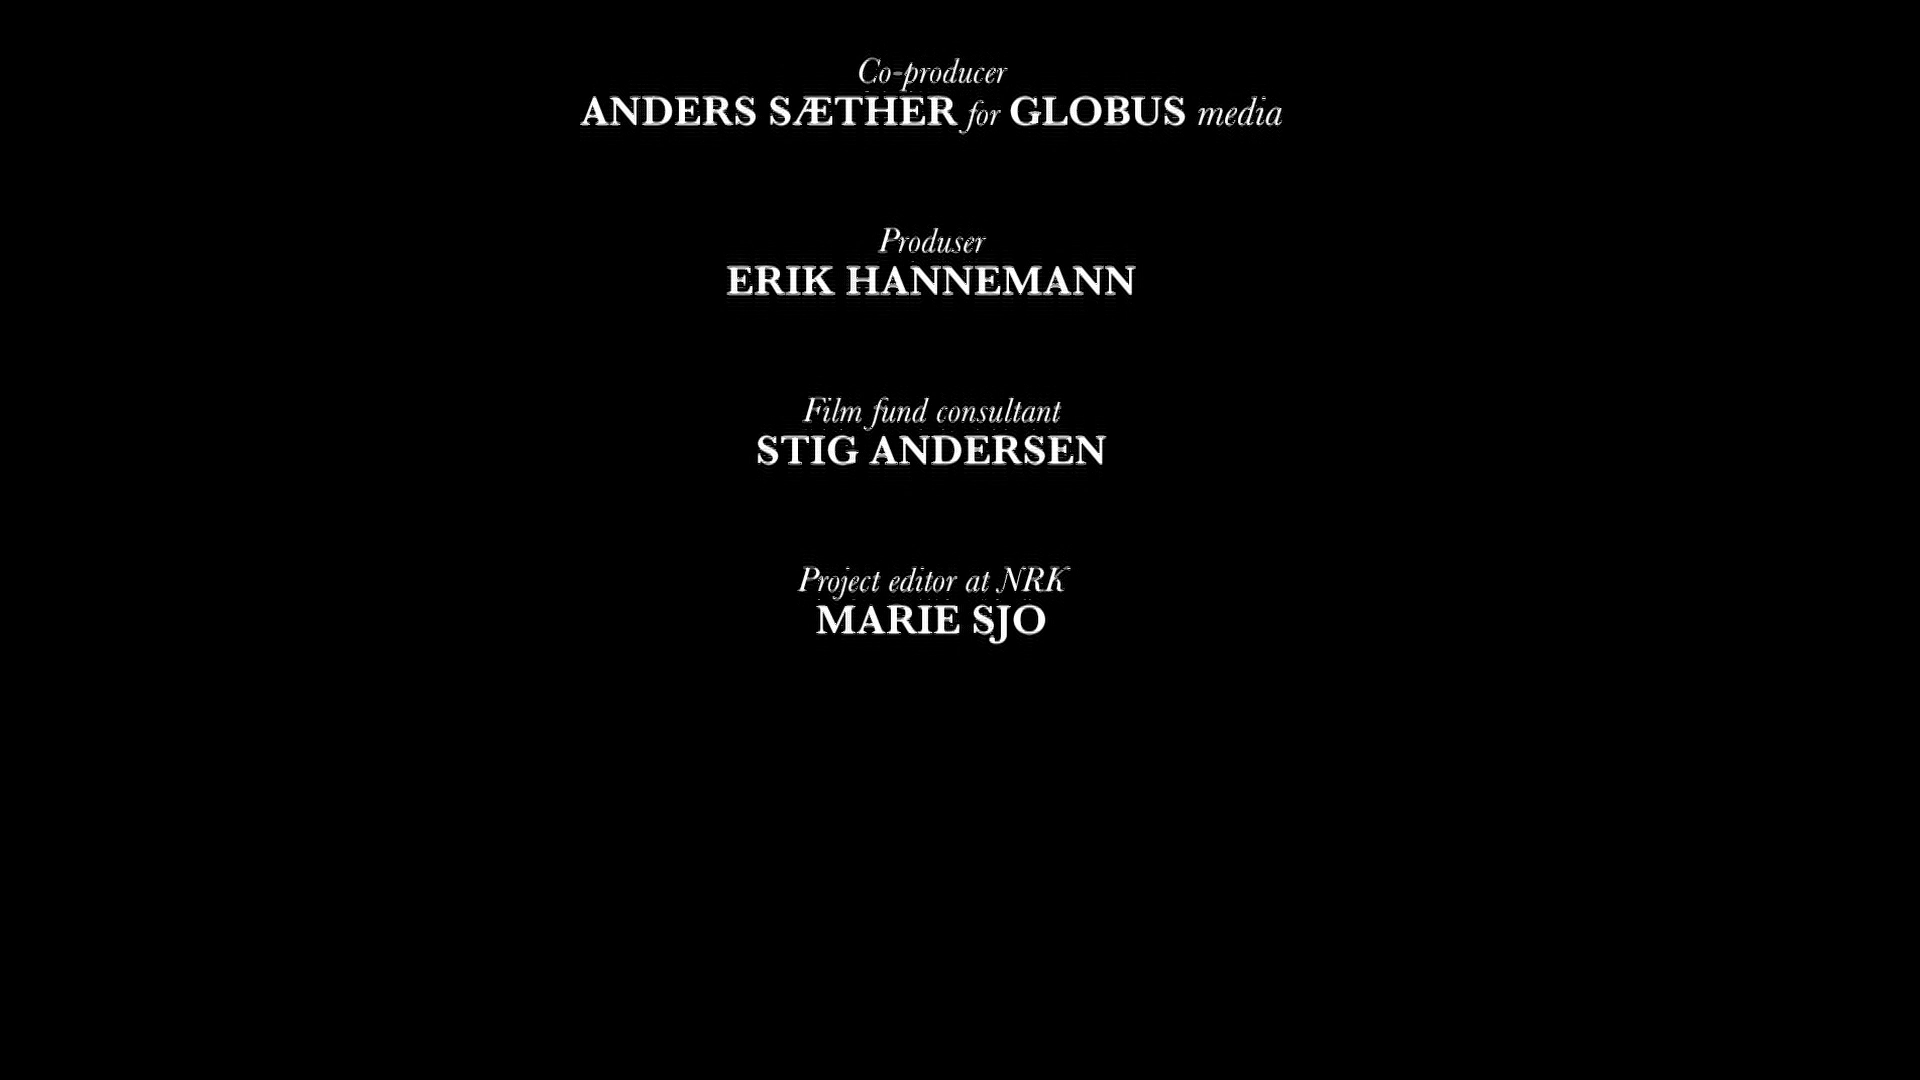 Co-producer
ANDERS SÆTHER for GLOBUS media
Produser
ERIK HANNEMANN
Film fund consultant
STIG ANDERSEN
Project editor at NRK
MARIE SJO